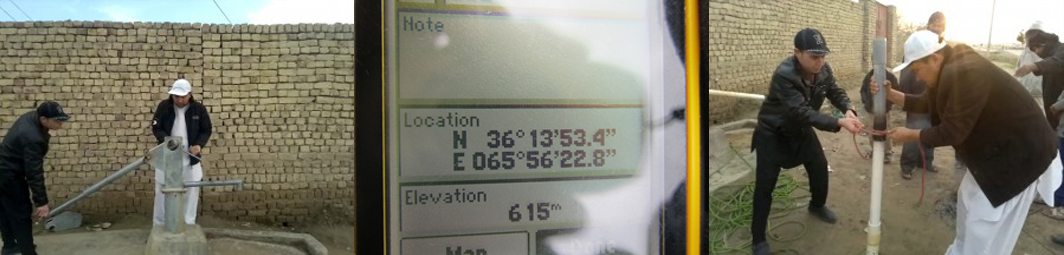 Note
Location
N 36°13'53.4"
E 065°56'22.8"
Elevation
615m
Map